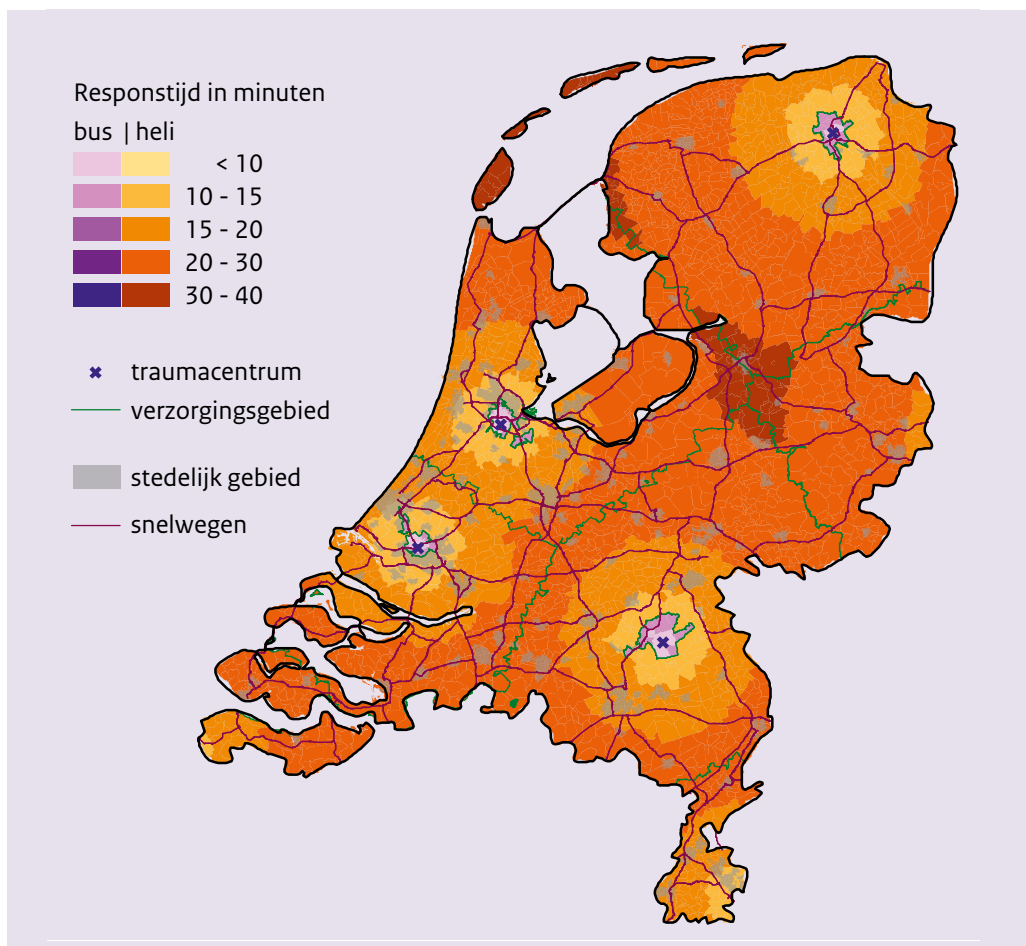 Responstijd in minuten
bus | heli
< 10
10 - 15
15 - 20
20 - 30
30 - 40
traumacentrum
verzorgingsgebied
stedelijk gebied
snelwegen